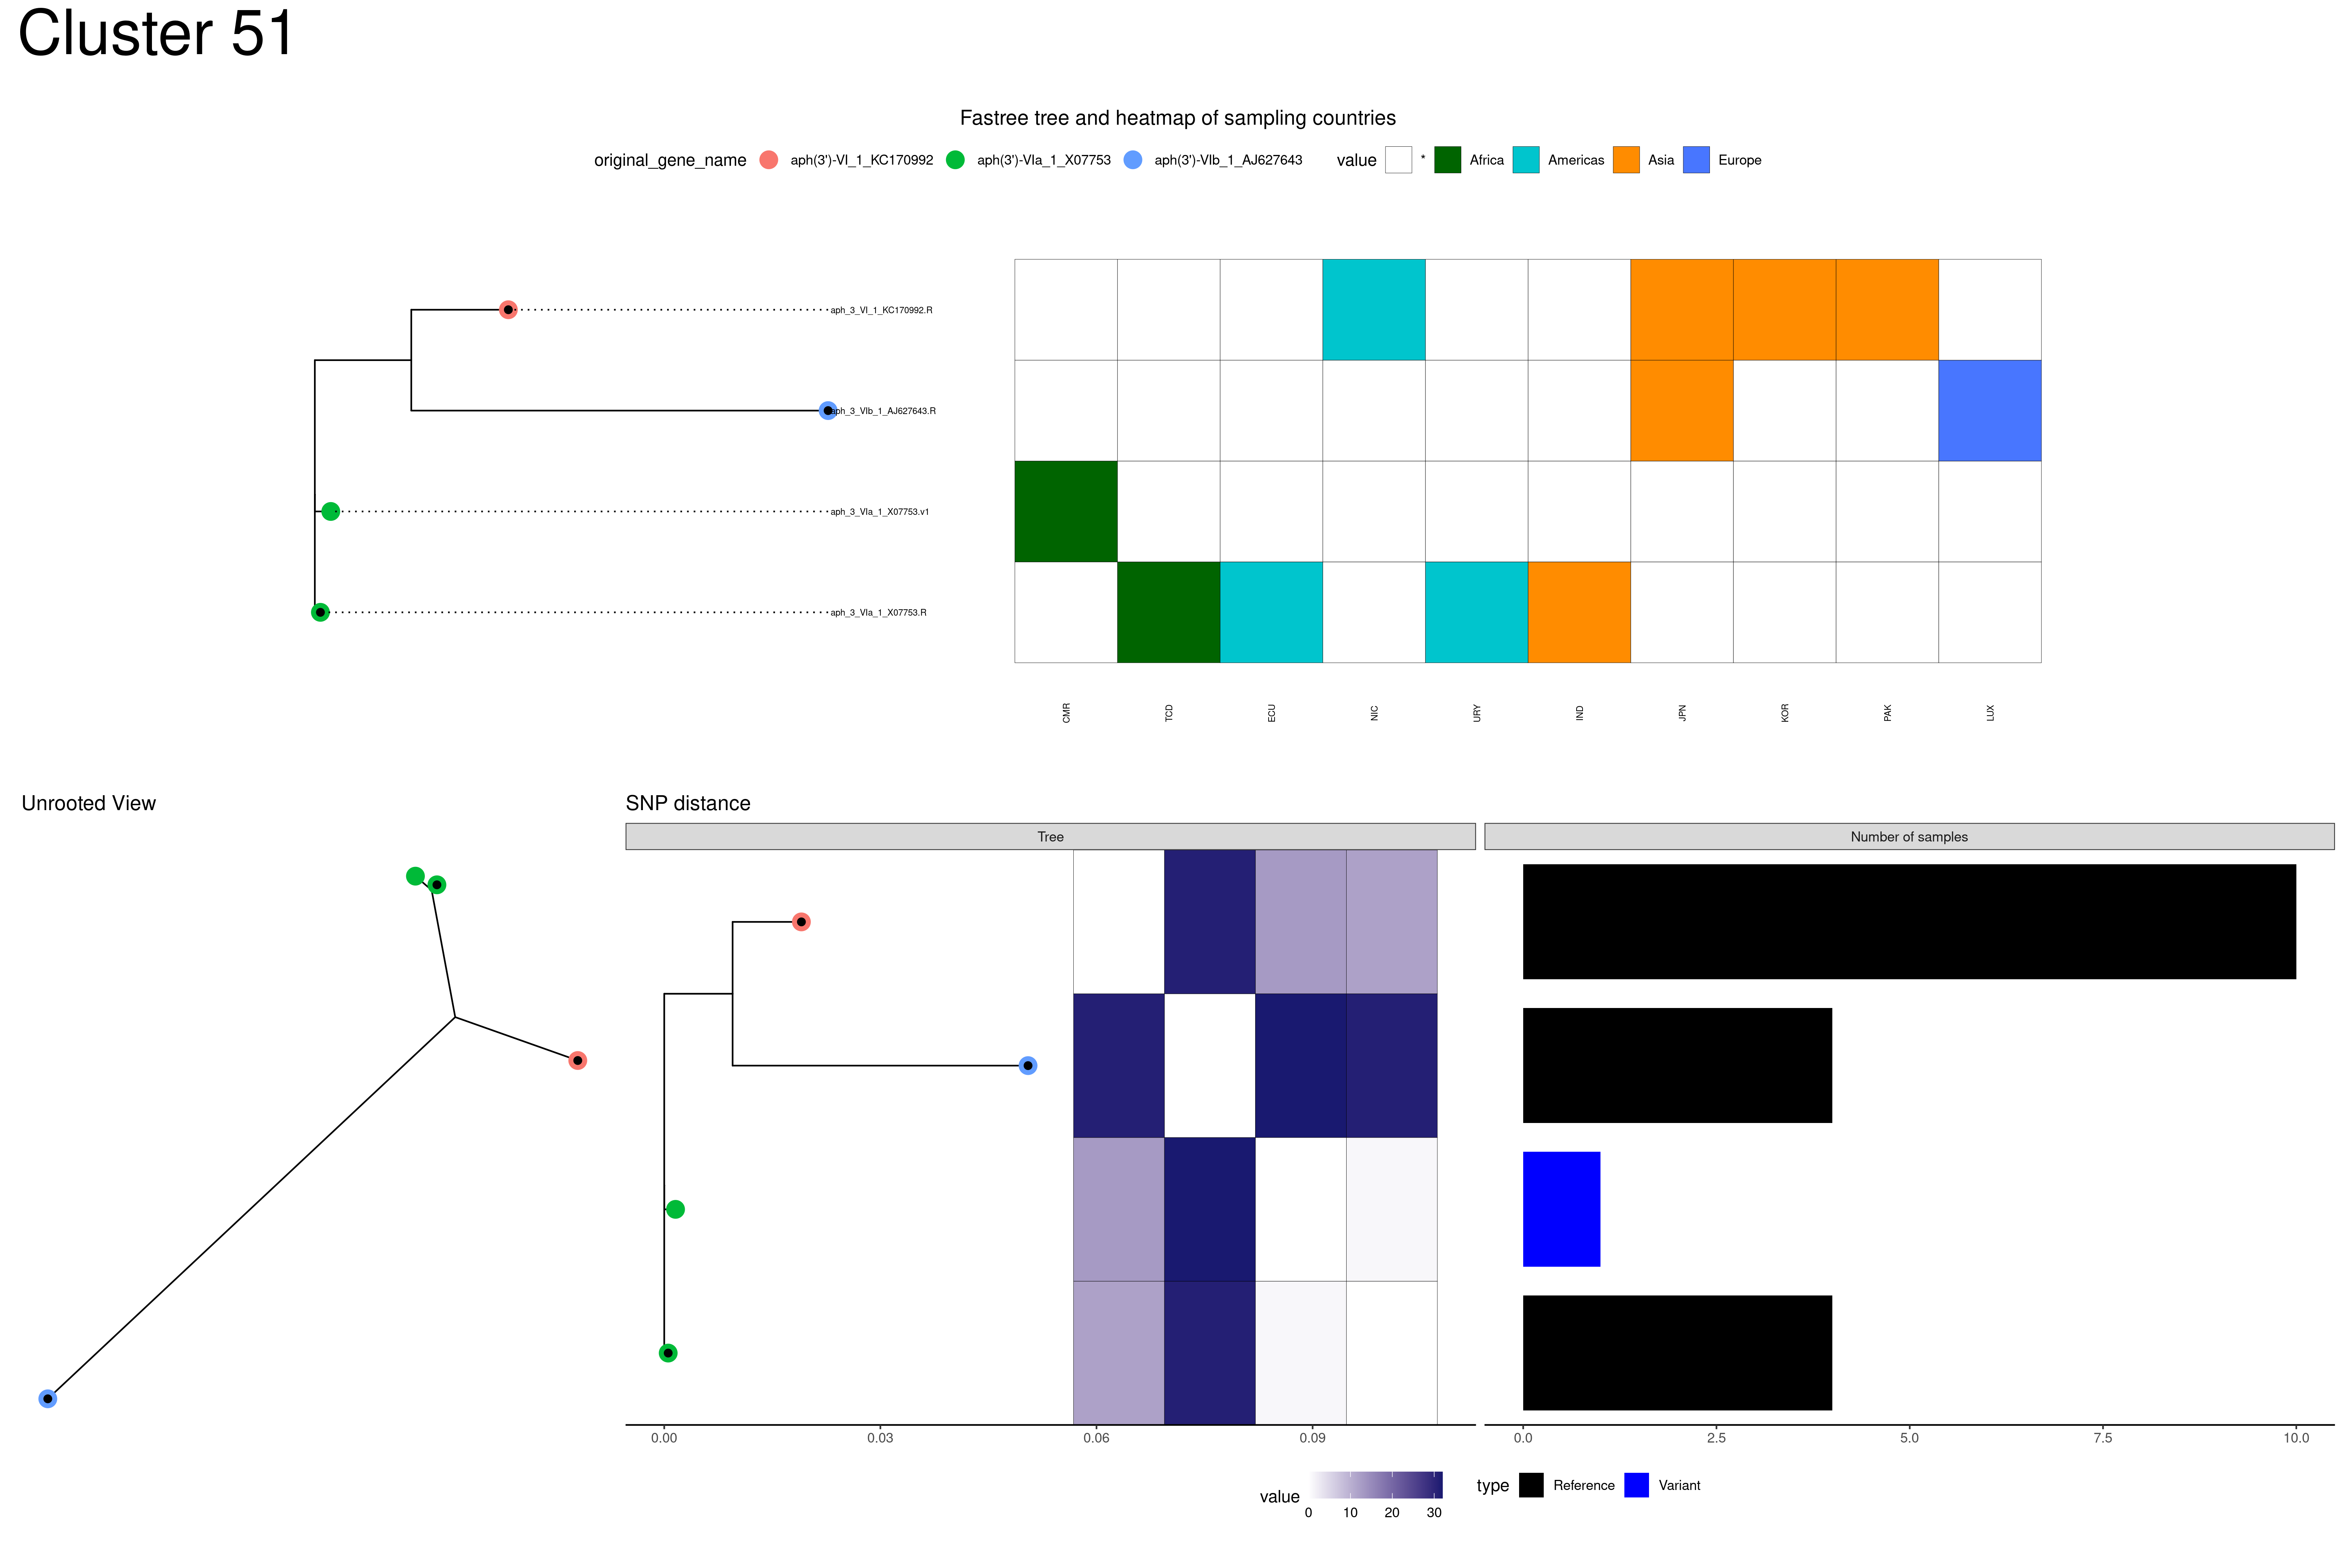 Cluster 51
Fastree tree and heatmap of sampling countries
original_gene_name aph(3')-VI_1_KC170992 aph(3')-VIa_1_X07753 aph(3')-VIb_1_AJ627643 value * Africa Americas Asia Europe
aph_3_VI_1_KC170992.R
aph_3_VIb_1_AJ627643.R
aph_3_VIa_1_X07753.v1
aph_3_VIa_1_X07753.R
CMR TCD ECU NIC URY IND JPN KOR PAK LUX
Unrooted View
SNP distance
Tree
Number of samples
0.00 0.03 0.06 0.09
0.0 2.5 5.0 7.5 10.0
value
0 10 20 30
type Reference Variant